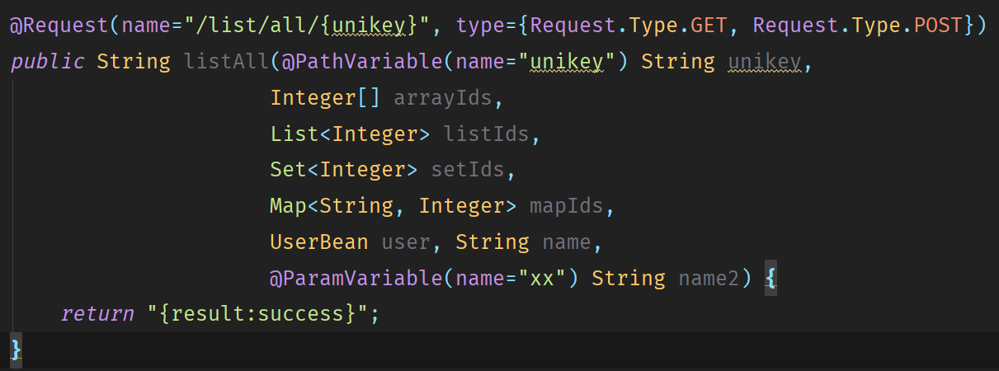 @Request(name="/list/all/{unikey}", type={Request.Type.GET, Request.Type.POST})
public String listAll(@PathVariable(name="unikey") String unikey,
Integer[] arrayIds,
List<Integer> listIds,
Set<Integer> setIds,
Map<String, Integer> mapIds,
UserBean user, String name,
@ParamVariable(name="xx") String name2) {
return "{result:success}";
}